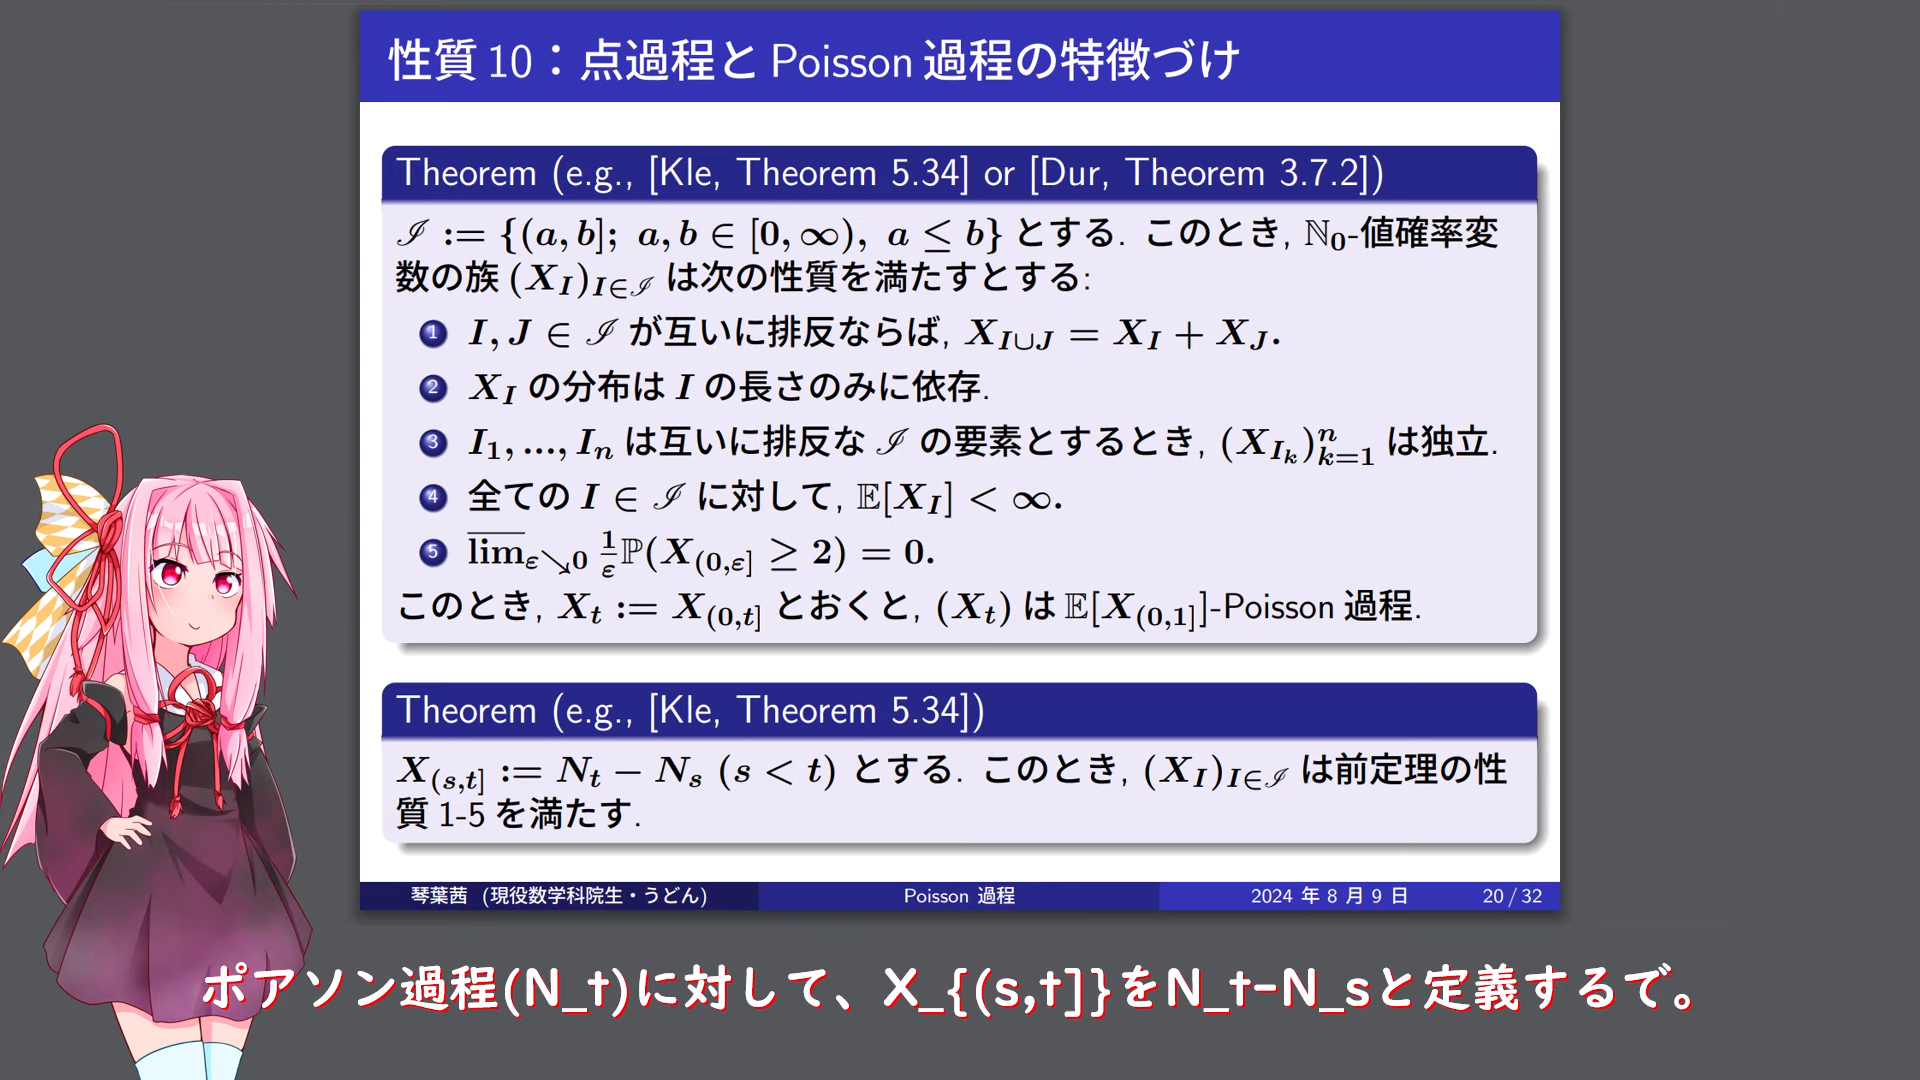 性質 10：点過程と Poisson 過程の特徴づけ
Theorem (e.g., [Kle, Theorem 5.34] or [Dur, Theorem 3.7.2])
ℐ := {(a, b]; a, b ∈ [0, ∞), a ≤ b} とする. このとき, ℕ₀-値確率変
数の族 (X_I)_{I∈ℐ} は次の性質を満たすとする:
1 I, J ∈ ℐ が互いに排反ならば, X_{I∪J} = X_I + X_J.
2 X_I の分布は I の長さのみに依存.
3 I_1, ..., I_n は互いに排反な ℐ の要素とするとき, (X_{I_k})_{k=1}^n は独立.
4 全ての I ∈ ℐ に対して, 𝔼[X_I] < ∞.
5 \overline{lim}_{ε↘0} \frac{1}{ε}ℙ(X_{(0,ε]} ≥ 2) = 0.
このとき, X_t := X_{(0,t]} とおくと, (X_t) は 𝔼[X_{(0,1]}]-Poisson 過程.
Theorem (e.g., [Kle, Theorem 5.34])
X_{(s,t]} := N_t − N_s (s < t) とする. このとき, (X_I)_{I∈ℐ} は前定理の性
質 1-5 を満たす.
琴葉茜 (現役数学科院生・うどん) Poisson 過程 2024 年 8 月 9 日 20 / 32
ポアソン過程(N_t)に対して、X_{(s,t]}をN_t-N_sと定義するで。